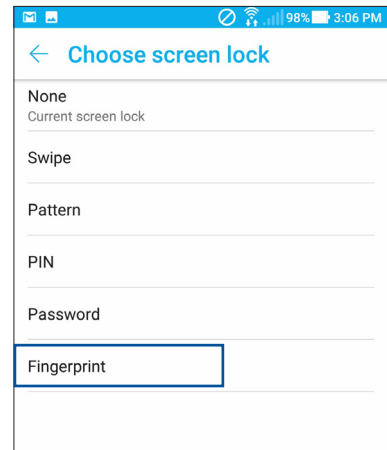 98% 3:06 PM
Choose screen lock
None
Current screen lock
Swipe
Pattern
PIN
Password
Fingerprint